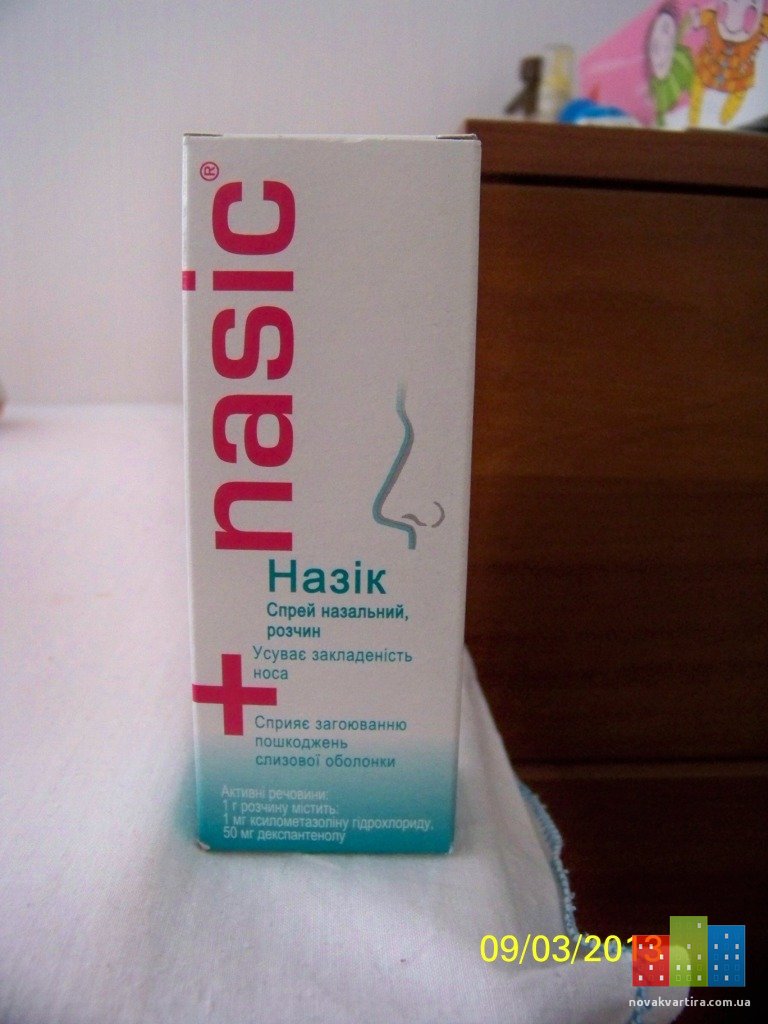 nasic®
Назік
Спрей назальний,
розчин
Усуває закладеність
носа
+
Сприяє загоюванню
пошкоджень
слизової оболонки
Активні речовини:
1 г розчину містить:
1 мг ксилометазоліну гідрохлориду,
50 мг декспантенолу
09/03/2013
novakvartira.com.ua